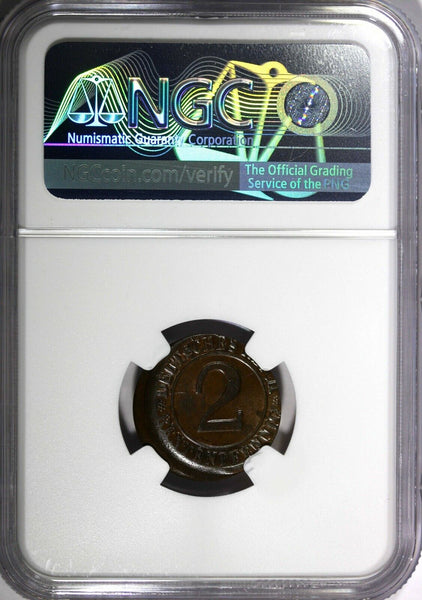 NGC
Numismatic Guaranty Corporation
NGCcoin.com/verify
The Official Grading
Service of the PNG
2